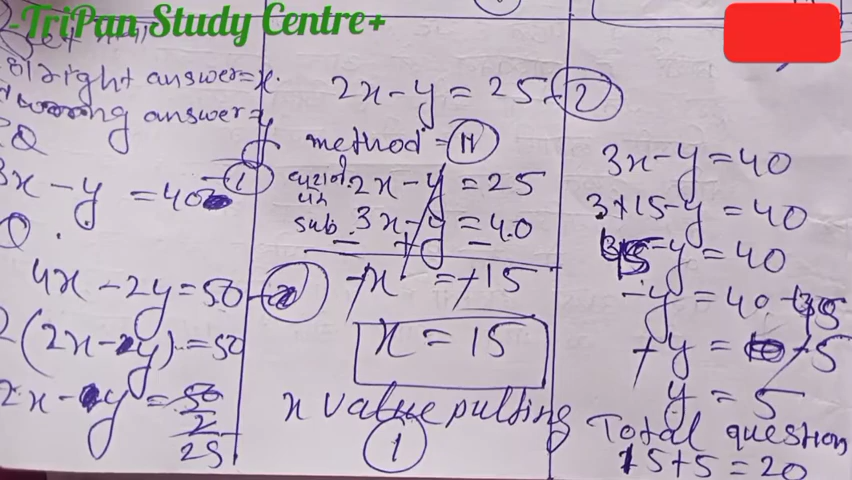 -TriPan Study Centre+
right answer=x.
wrong answer=y
3x-y=40 -①
4x-2y=50 -②
2(2x-y)=50
2x-y=50/2
25
2x-y=25-②
method=
2x-y=25
sub. 3x-y=40
- + -
-x=-15
x=15
x value putting
①
3x-y=40
3×15-y=40
45-y=40
-y=40-45
+y=+5
y=5
Total question
15+5=20